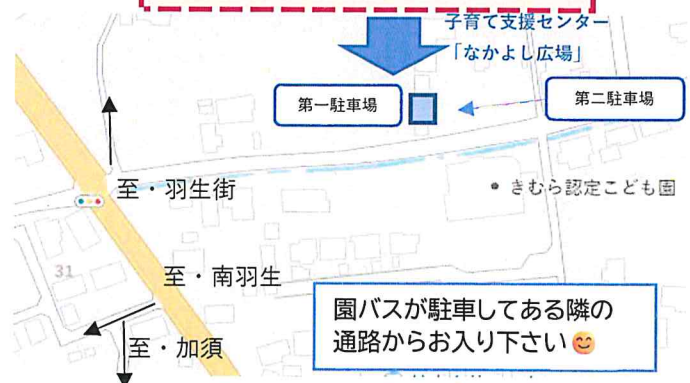 子育て支援センター
「なかよし広場」
第一駐車場
第二駐車場
至・羽生街
きむら認定こども園
31
至・南羽生
園バスが駐車してある隣の
通路からお入り下さい😊
至・加須